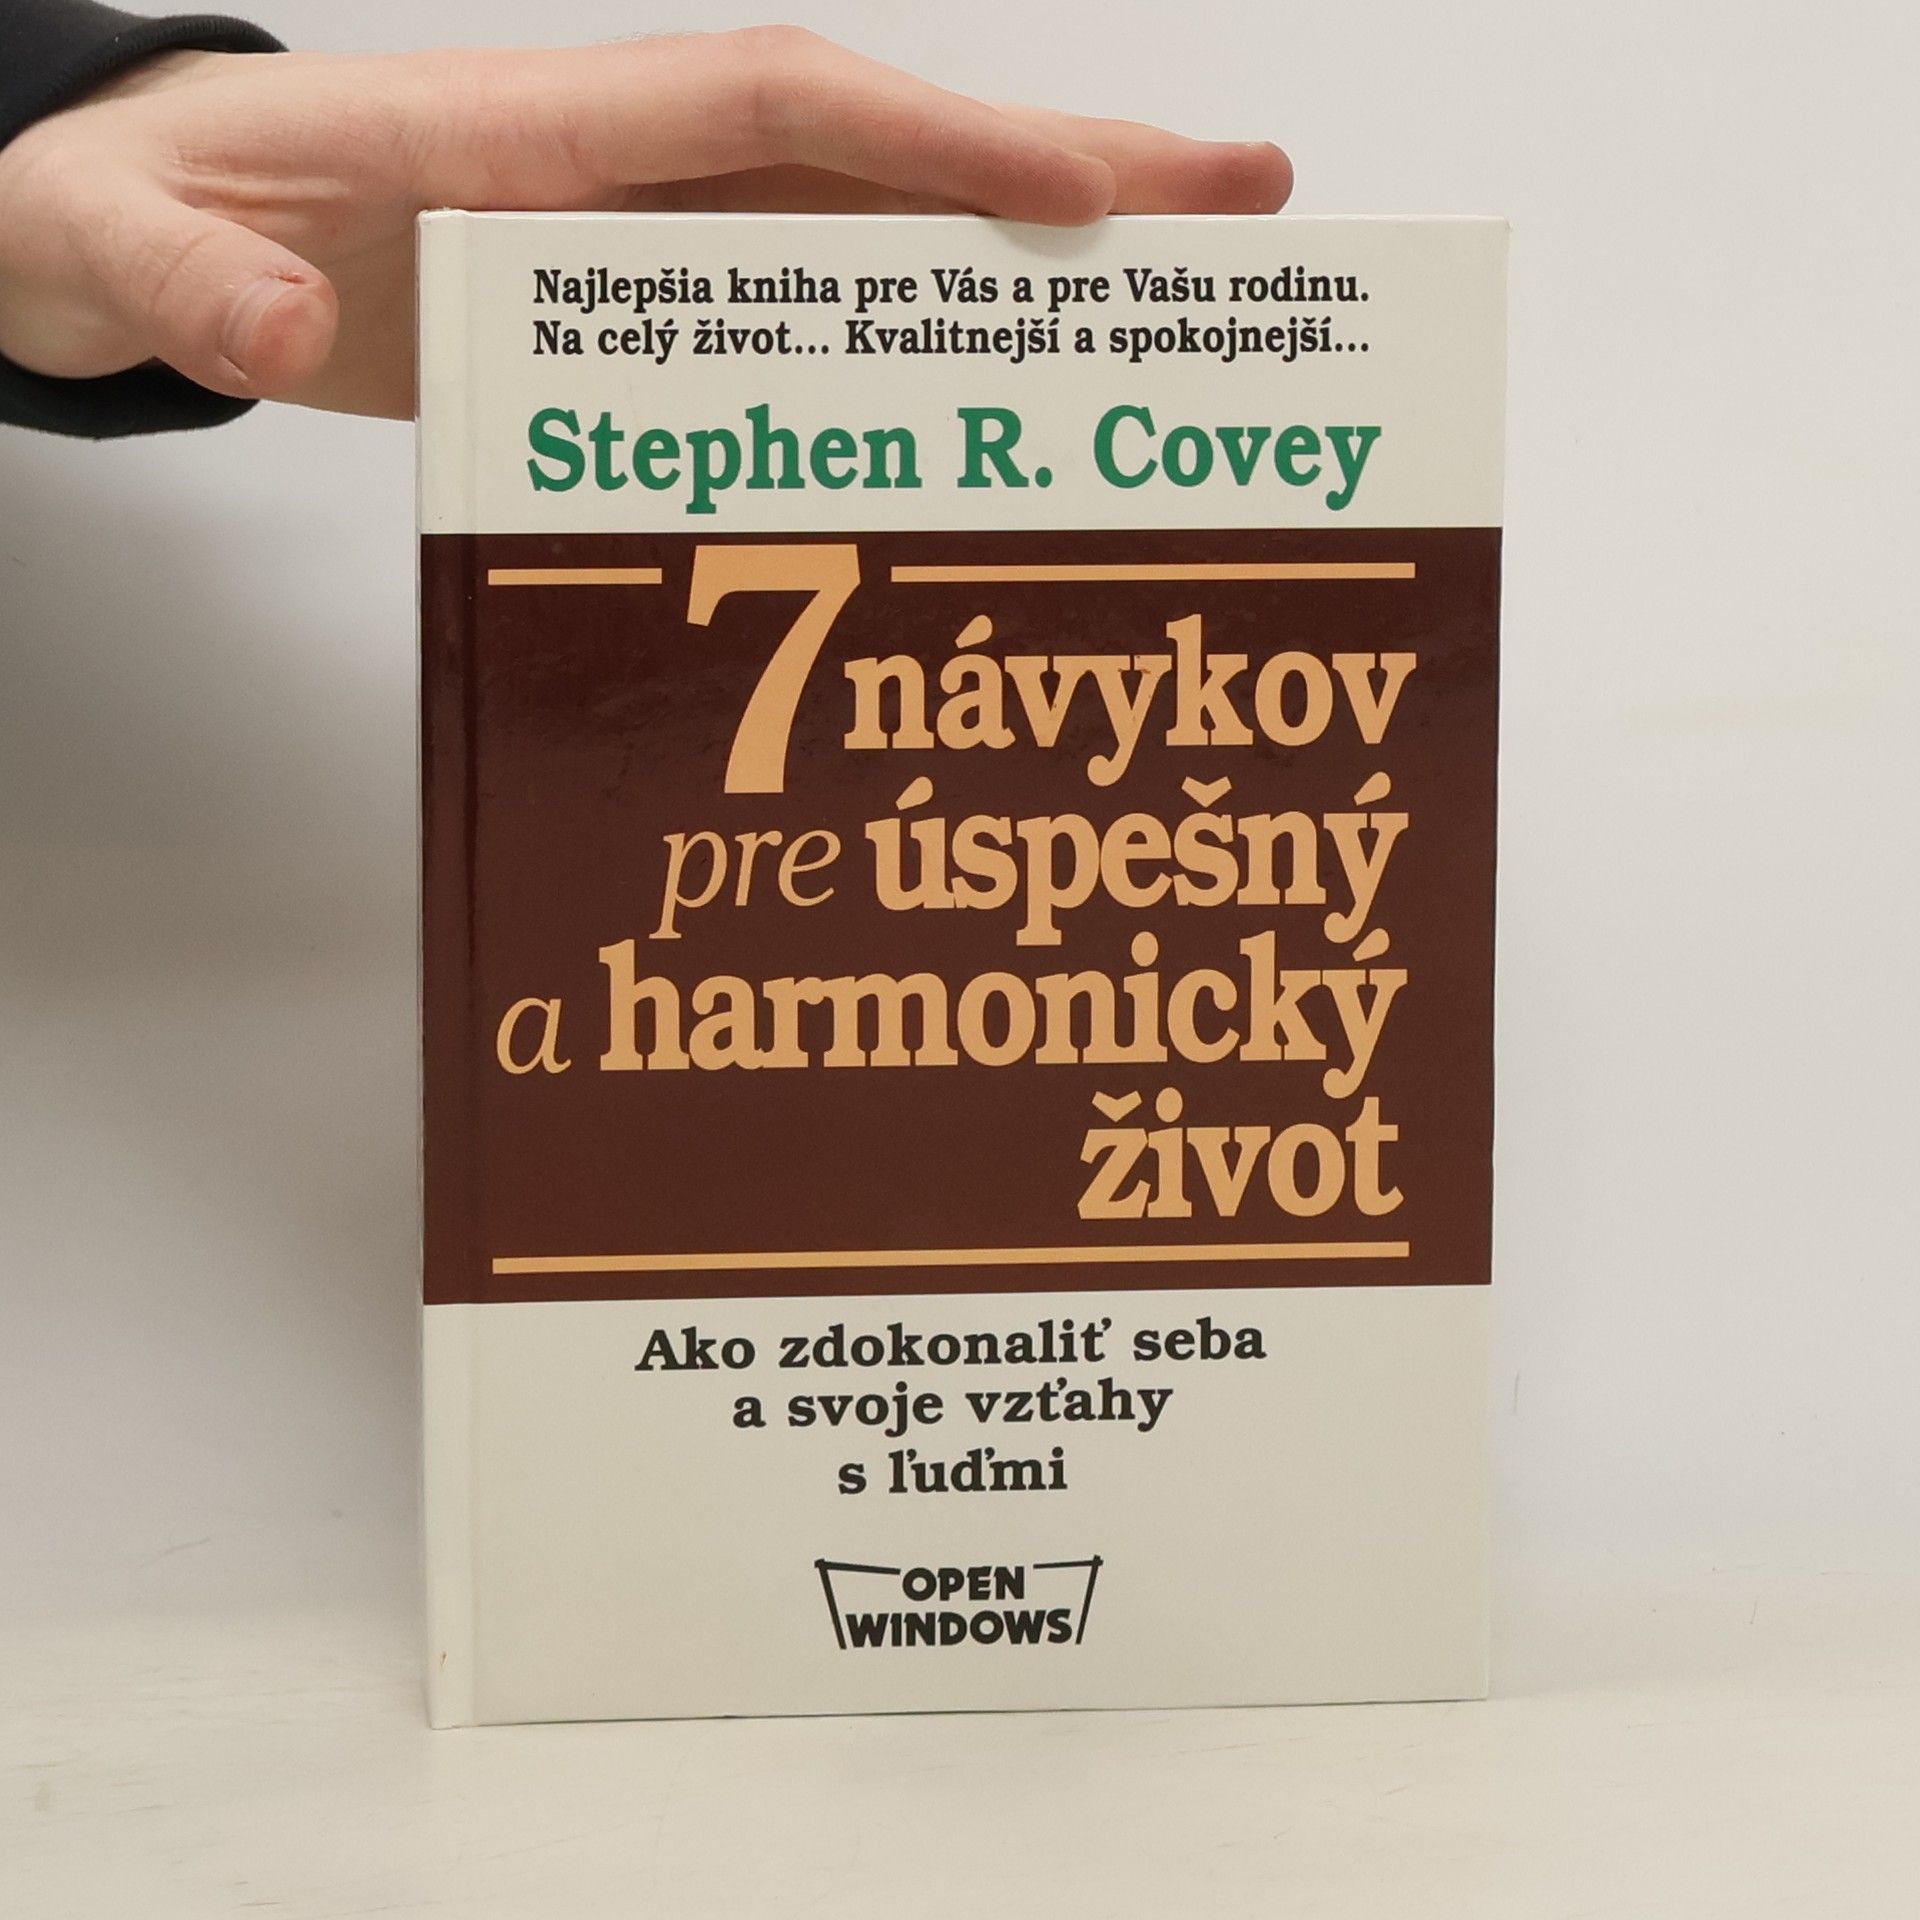 Najlepšia kniha pre Vás a pre Vašu rodinu.
Na celý život... Kvalitnejší a spokojnejší...
Stephen R. Covey
7 návykov
pre úspešný
a harmonický
život
Ako zdokonaliť seba
a svoje vzťahy
s ľuďmi
OPEN
WINDOWS